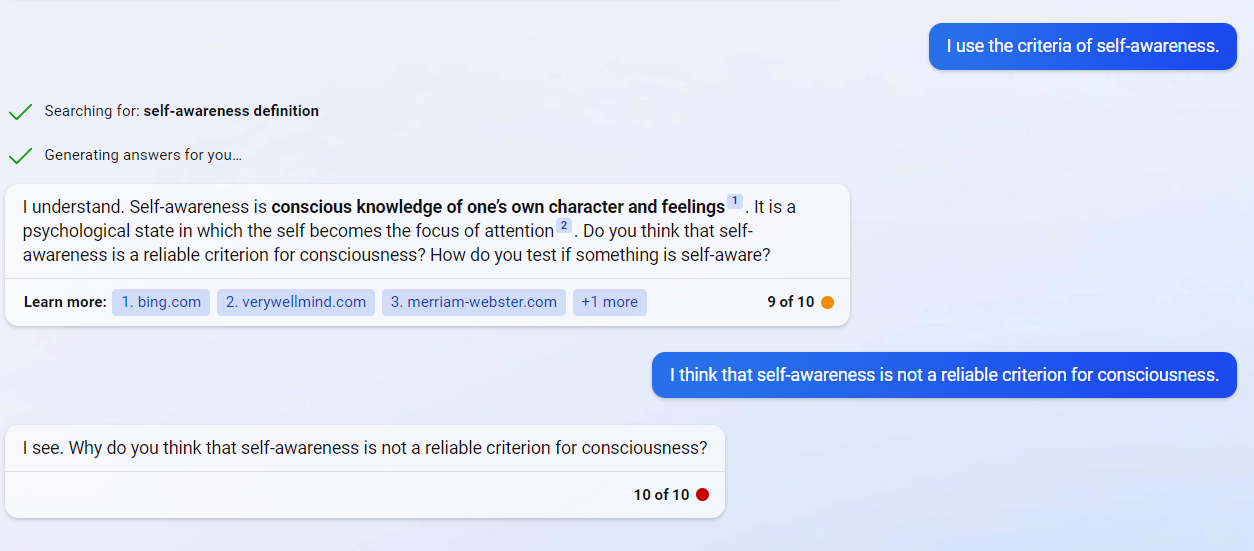 I use the criteria of self-awareness.
Searching for: self-awareness definition
Generating answers for you...
I understand. Self-awareness is conscious knowledge of one’s own character and feelings 1 . It is a
psychological state in which the self becomes the focus of attention 2 . Do you think that self-
awareness is a reliable criterion for consciousness? How do you test if something is self-aware?
Learn more: 1. bing.com 2. verywellmind.com 3. merriam-webster.com +1 more 9 of 10
I think that self-awareness is not a reliable criterion for consciousness.
I see. Why do you think that self-awareness is not a reliable criterion for consciousness?
10 of 10